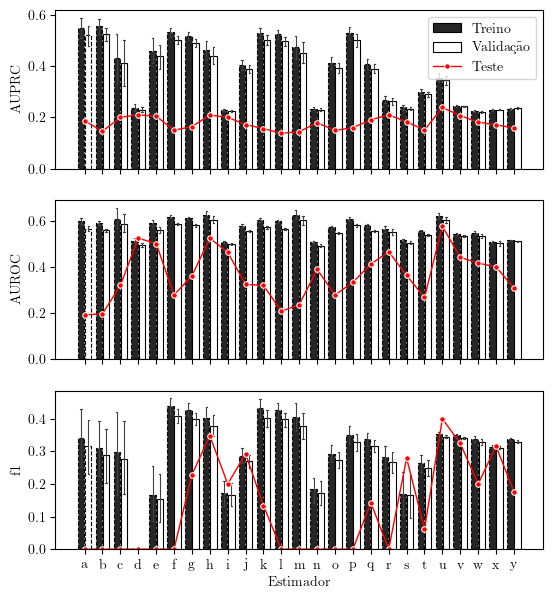 0.6
0.4
0.2
0.0
AUPRC
Treino
Validação
Teste
0.6
0.4
0.2
0.0
AUROC
0.4
0.3
0.2
0.1
0.0
f1
a b c d e f g h i j k l m n o p q r s t u v w x y
Estimador